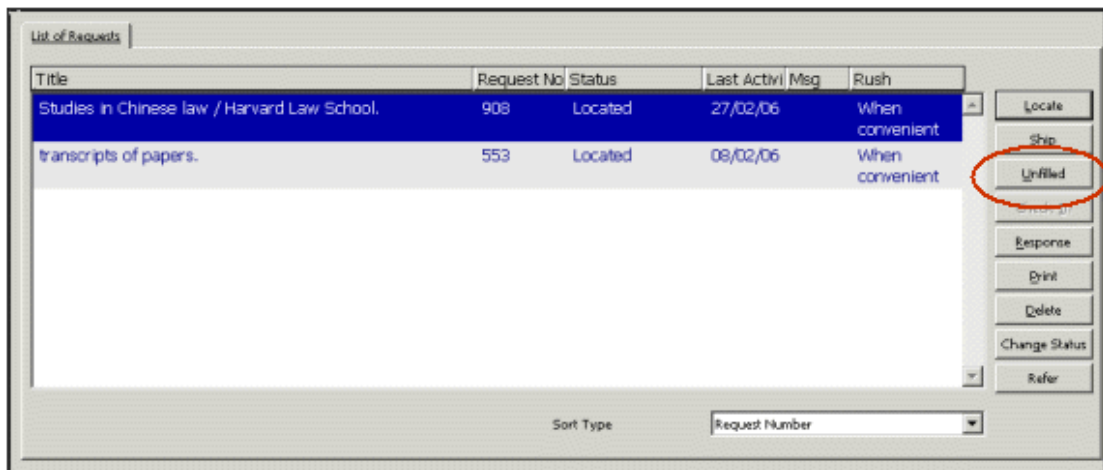 List of Requests
Title Request No Status Last Activi Msg Rush
Studies in Chinese law / Harvard Law School. 908 Located 27/02/06 When
convenient
transcripts of papers. 553 Located 08/02/06 When
convenient
Locate
Ship
Unfilled
Check In
Response
Print
Delete
Change Status
Refer
Sort Type Request Number